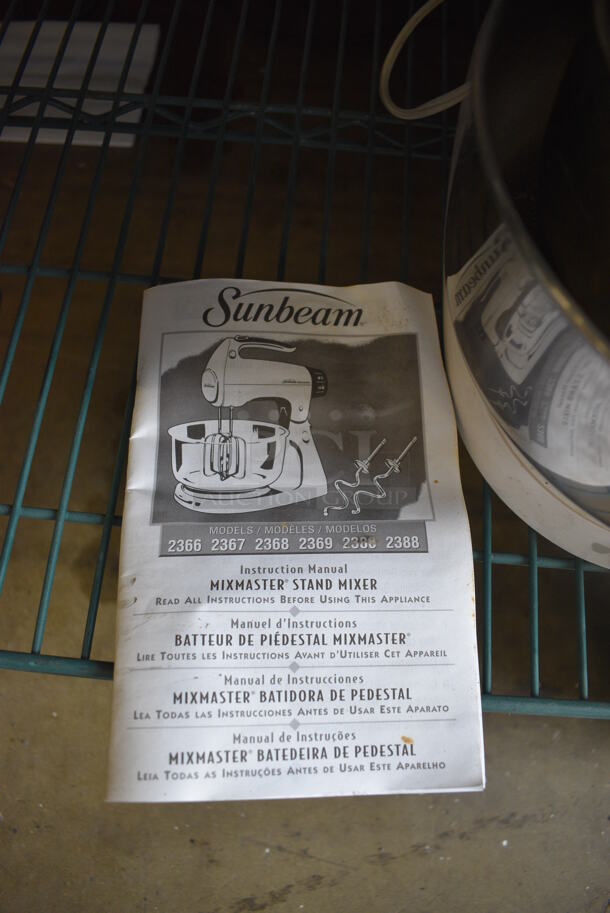 Sunbeam
MODELS / MODÈLES / MODELOS
2366 2367 2368 2369 2388
Instruction Manual
MIXMASTER® STAND MIXER
READ ALL INSTRUCTIONS BEFORE USING THIS APPLIANCE
Manuel d'Instructions
BATTEUR DE PIÉDESTAL MIXMASTER®
LIRE TOUTES LES INSTRUCTIONS AVANT D'UTILISER CET APPAREIL
Manual de Instrucciones
MIXMASTER® BATIDORA DE PEDESTAL
LEA TODAS LAS INSTRUCCIONES ANTES DE USAR ESTE APARATO
Manual de Instruções
MIXMASTER® BATEDEIRA DE PEDESTAL
LEIA TODAS AS INSTRUÇÕES ANTES DE USAR ESTE APARELHO
AUCTION GROUP